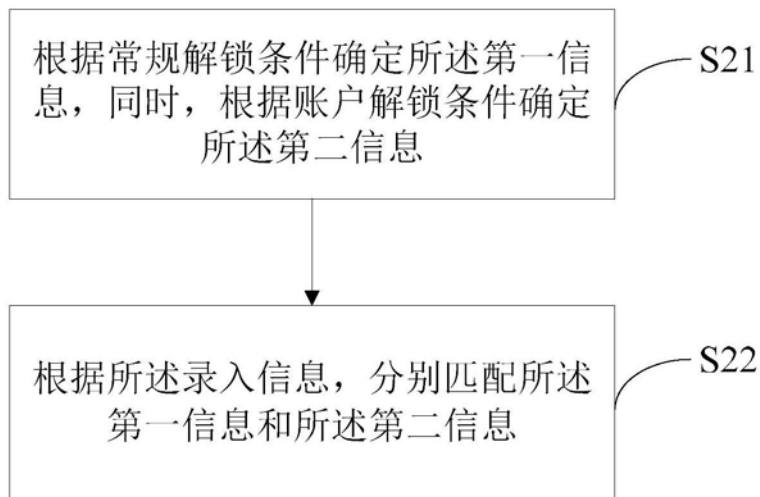 根据常规解锁条件确定所述第一信
息，同时，根据账户解锁条件确定
所述第二信息
S21
根据所述录入信息，分别匹配所述
第一信息和所述第二信息
S22